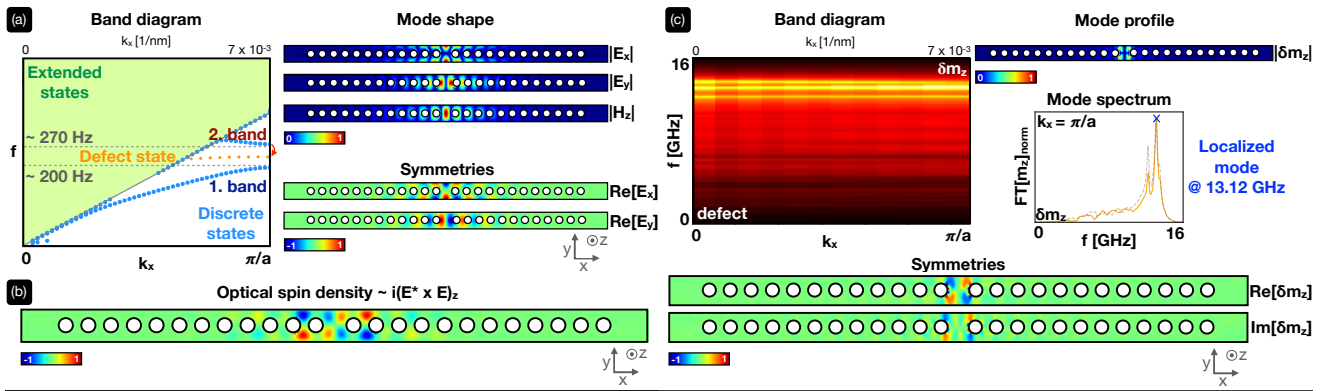 (a)
Band diagram
0
kₓ [1/nm]
7 x 10⁻³
Extended
states
~ 270 Hz
f
2. band
Defect state
~ 200 Hz
1. band
Discrete
states
0
kₓ
π/a
Mode shape
|Eₓ|
|Eᵧ|
|H_z|
0
1
Symmetries
Re[Eₓ]
Re[Eᵧ]
-1
1
y
z
x
(b)
Optical spin density ~ i(E* x E)_z
-1
1
y
z
x
(c)
Band diagram
0
kₓ [1/nm]
7 x 10⁻³
16
δm_z
f [GHz]
0
defect
kₓ
π/a
Mode profile
|δm_z|
0
1
Mode spectrum
kₓ = π/a
x
FT[m_z]norm
δm_z
0
16
f [GHz]
Localized
mode
@ 13.12 GHz
Symmetries
Re[δm_z]
Im[δm_z]
-1
1
y
z
x